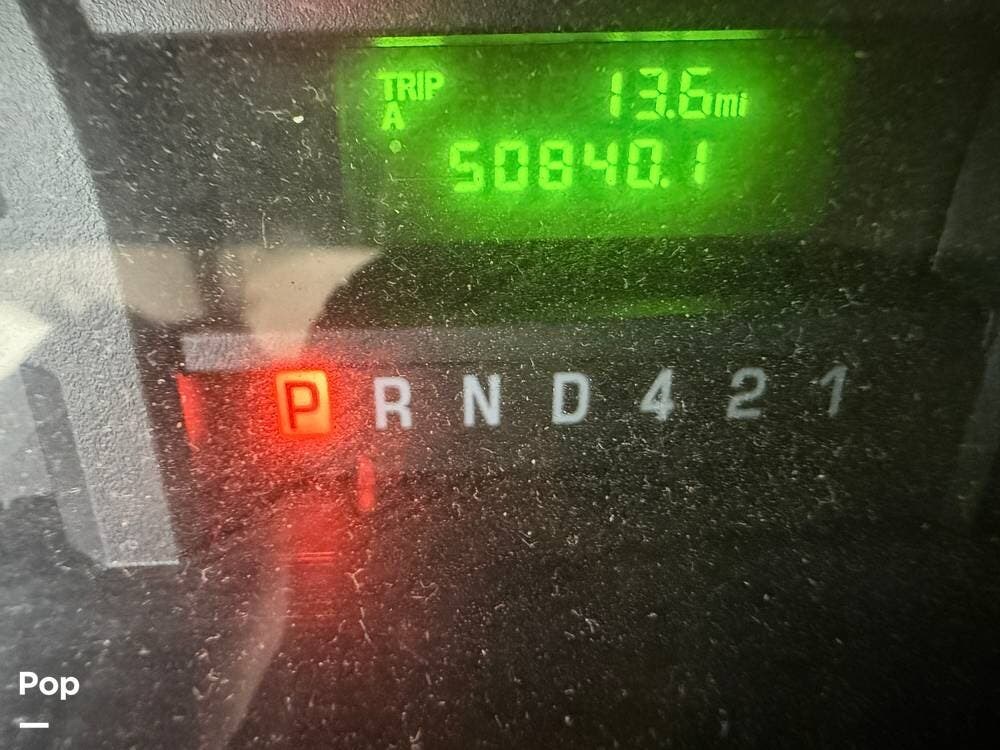 TRIP 13.6mi
A
50840.1
P R N D 4 2 1
Pop